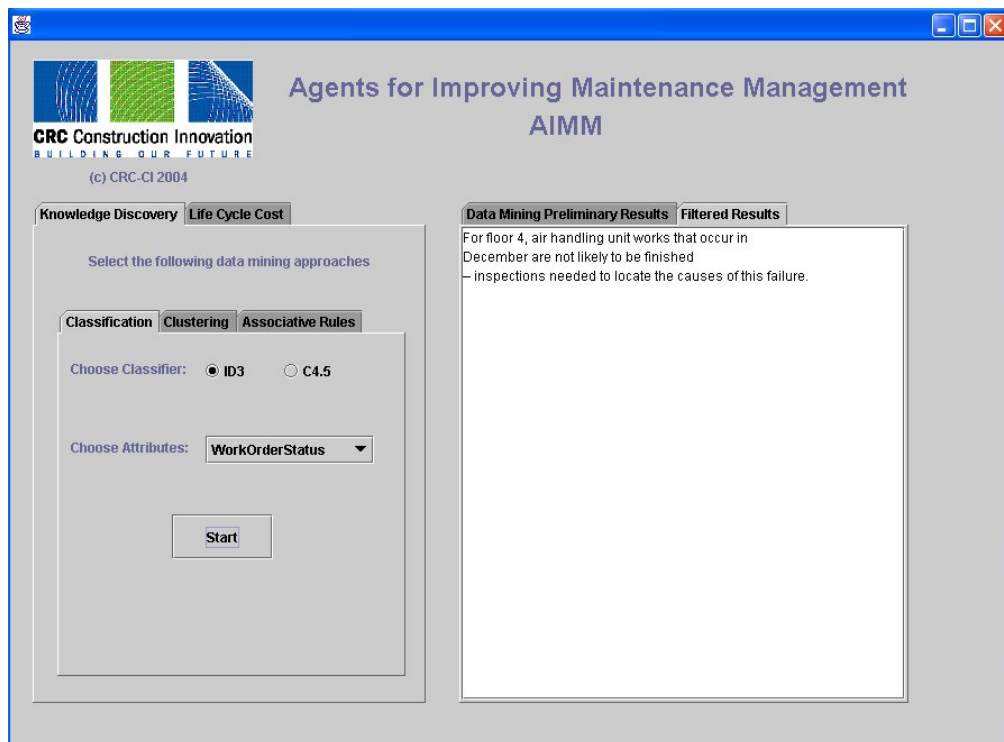 CRC Construction Innovation
BUILDING OUR FUTURE
(c) CRC-CI 2004
Agents for Improving Maintenance Management
AIMM
Knowledge Discovery Life Cycle Cost
Select the following data mining approaches
Classification Clustering Associative Rules
Choose Classifier: ID3 C4.5
Choose Attributes: WorkOrderStatus
Start
Data Mining Preliminary Results Filtered Results
For floor 4, air handling unit works that occur in
December are not likely to be finished
– inspections needed to locate the causes of this failure.